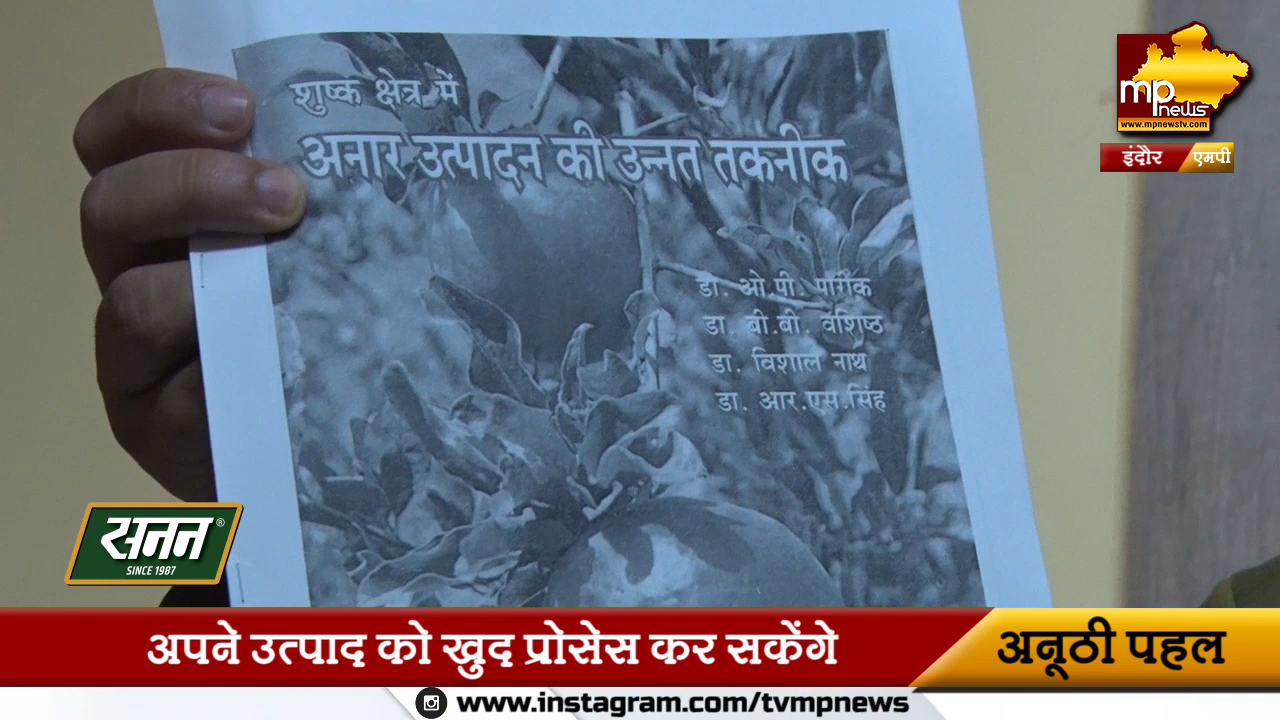 शुष्क क्षेत्र में
अनार उत्पादन की उन्नत तकनीक
डा. ओ.पी. पारीक
डा. बी.बी. वशिष्ठ
डा. विशाल नाथ
डा. आर.एस.सिंह
mp news
www.mpnewstv.com
इंदौर एमपी
सनन®
SINCE 1987
अपने उत्पाद को खुद प्रोसेस कर सकेंगे
अनूठी पहल
www.instagram.com/tvmpnews